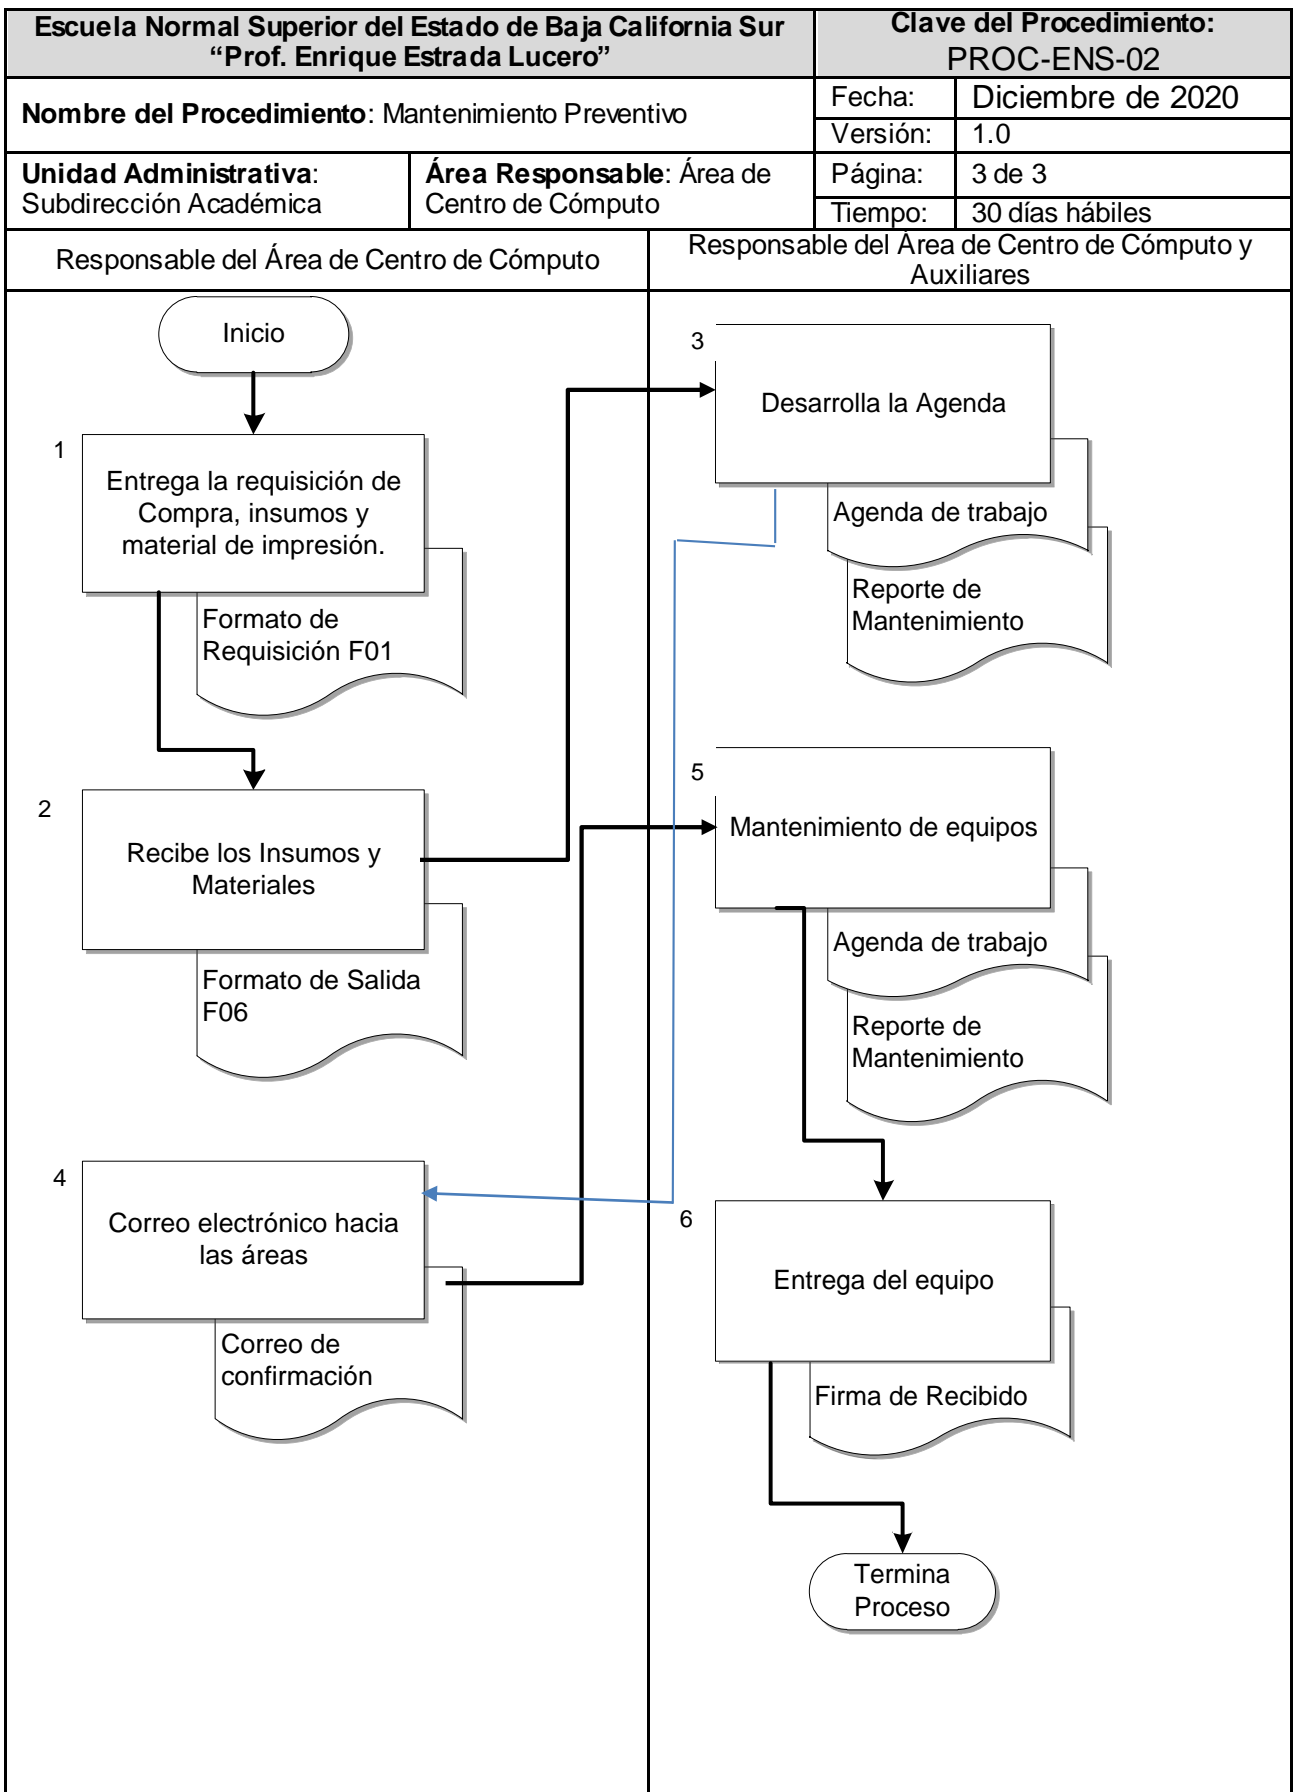 Escuela Normal Superior del Estado de Baja California Sur
“Prof. Enrique Estrada Lucero”
Clave del Procedimiento:
PROC-ENS-02
Nombre del Procedimiento: Mantenimiento Preventivo
Fecha:
Diciembre de 2020
Versión:
1.0
Unidad Administrativa:
Subdirección Académica
Área Responsable: Área de
Centro de Cómputo
Página:
3 de 3
Tiempo:
30 días hábiles
Responsable del Área de Centro de Cómputo
Responsable del Área de Centro de Cómputo y
Auxiliares
Inicio
1
Entrega la requisición de
Compra, insumos y
material de impresión.
Formato de
Requisición F01
2
Recibe los Insumos y
Materiales
Formato de Salida
F06
3
Desarrolla la Agenda
Agenda de trabajo
Reporte de
Mantenimiento
4
Correo electrónico hacia
las áreas
Correo de
confirmación
5
Mantenimiento de equipos
Agenda de trabajo
Reporte de
Mantenimiento
6
Entrega del equipo
Firma de Recibido
Termina
Proceso